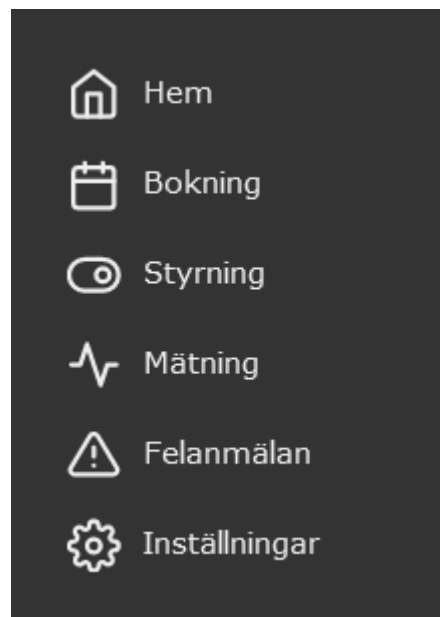 Hem
Bokning
Styrning
Mätning
Felanmälan
Inställningar